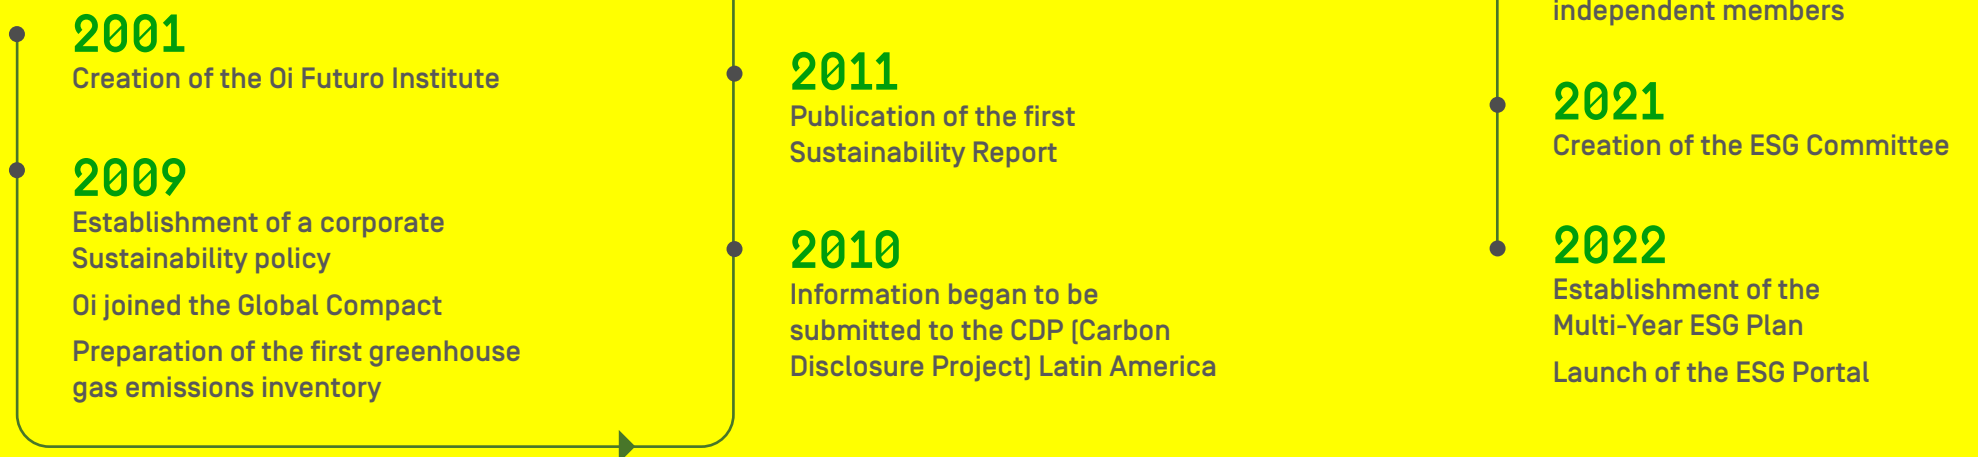 2001
Creation of the Oi Futuro Institute
2009
Establishment of a corporate
Sustainability policy
Oi joined the Global Compact
Preparation of the first greenhouse
gas emissions inventory
2011
Publication of the first
Sustainability Report
2010
Information began to be
submitted to the CDP (Carbon
Disclosure Project) Latin America
independent members
2021
Creation of the ESG Committee
2022
Establishment of the
Multi-Year ESG Plan
Launch of the ESG Portal